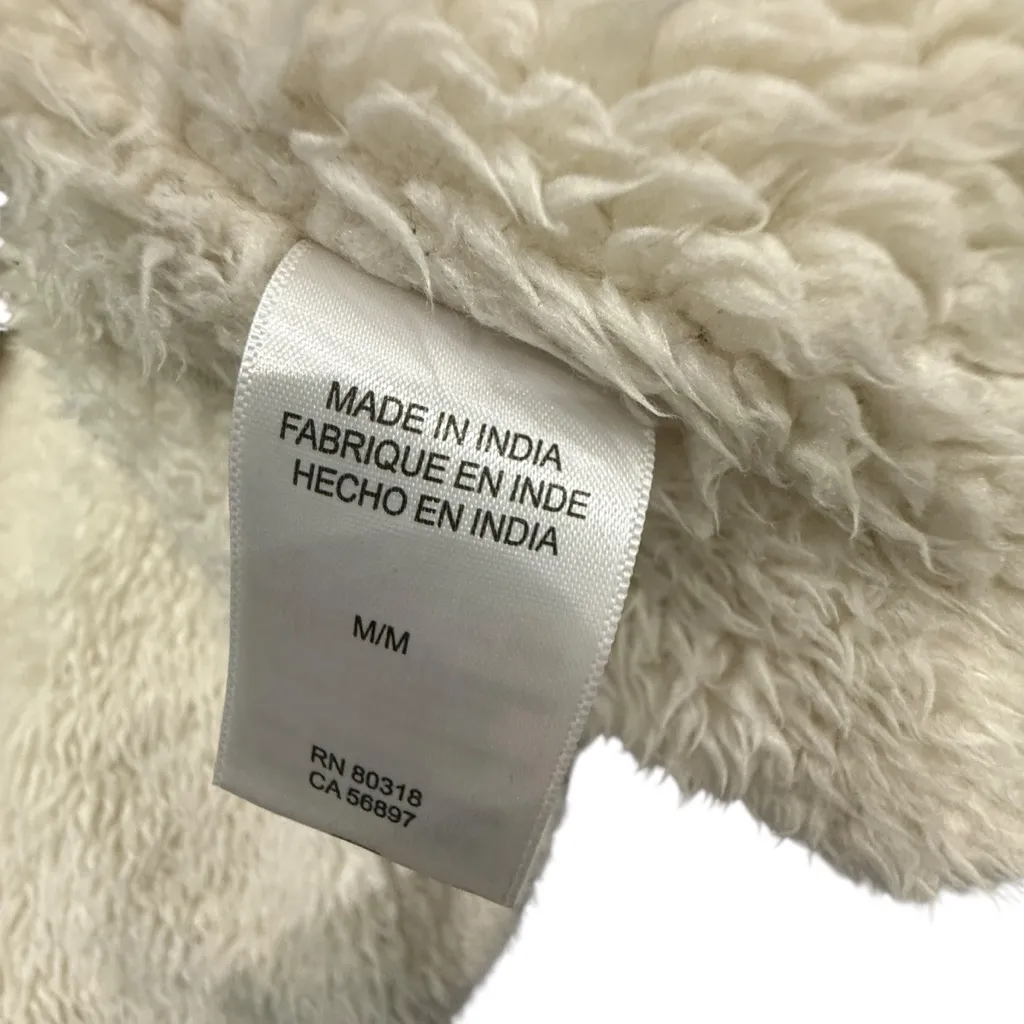 MADE IN INDIA
FABRIQUE EN INDE
HECHO EN INDIA
M/M
RN 80318
CA 56897